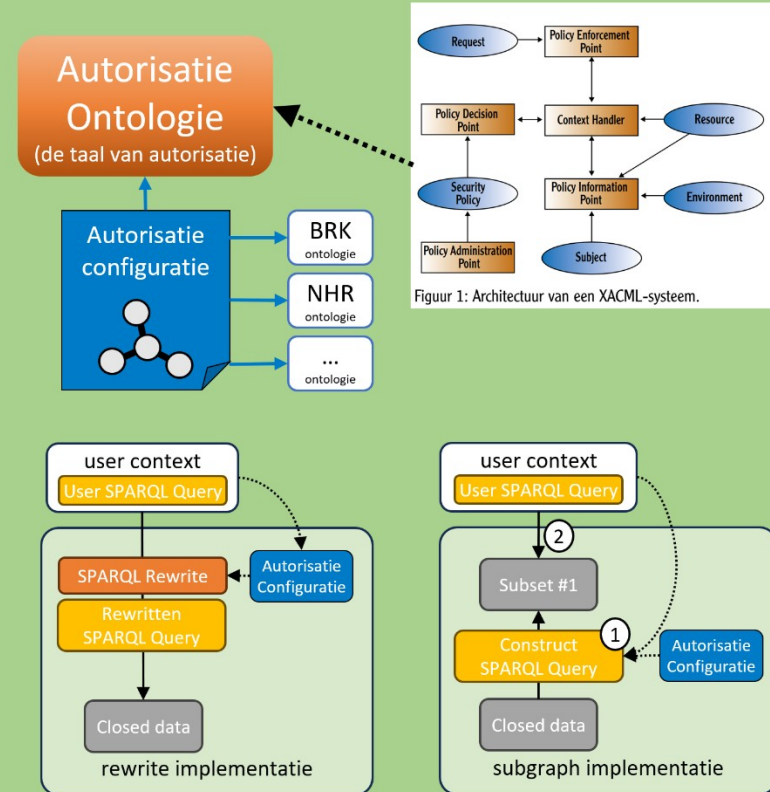 Autorisatie
Ontologie
(de taal van autorisatie)
Autorisatie
configuratie
BRK
ontologie
NHR
ontologie
...
ontologie
Request
Policy Enforcement
Point
Policy Decision
Point
Context Handler
Resource
Security
Policy
Policy Information
Point
Environment
Policy Administration
Point
Subject
Figuur 1: Architectuur van een XACML-systeem.
user context
User SPARQL Query
SPARQL Rewrite
Autorisatie
Configuratie
Rewritten
SPARQL Query
Closed data
rewrite implementatie
user context
User SPARQL Query
2
Subset #1
1
Construct
SPARQL Query
Autorisatie
Configuratie
Closed data
subgraph implementatie